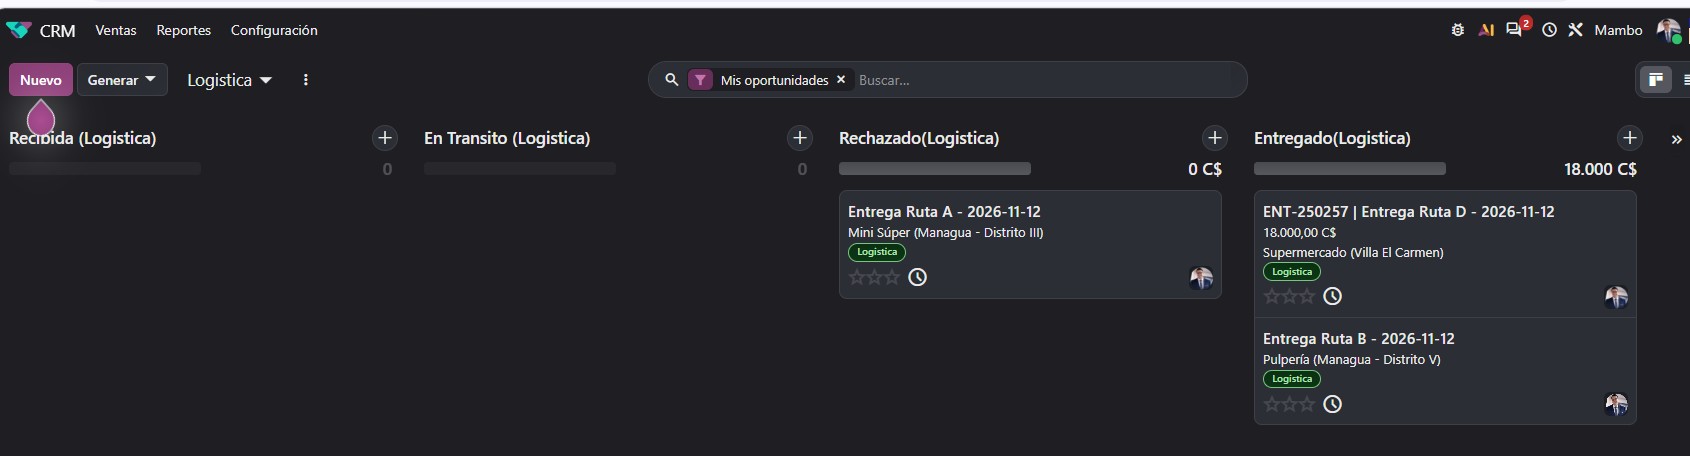 CRM Ventas Reportes Configuración AI 2 Mambo
Nuevo Generar Logistica Mis oportunidades × Buscar...
Recibida (Logistica) + En Transito (Logistica) + Rechazado(Logistica) + Entregado(Logistica) + »
0 0 0 C$ 18.000 C$
Entrega Ruta A - 2026-11-12
Mini Súper (Managua - Distrito III)
Logistica
ENT-250257 | Entrega Ruta D - 2026-11-12
18.000,00 C$
Supermercado (Villa El Carmen)
Logistica
Entrega Ruta B - 2026-11-12
Pulpería (Managua - Distrito V)
Logistica